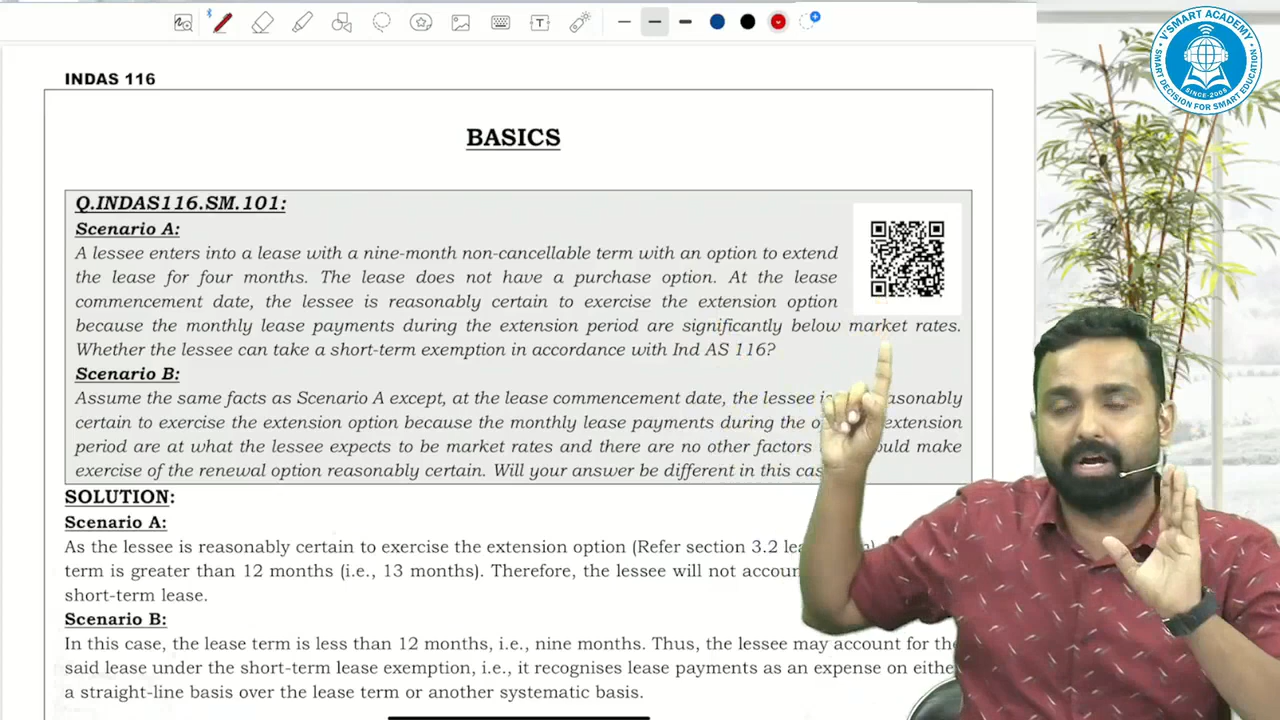 V'SMART ACADEMY
SMART DECISION FOR SMART EDUCATION
SINCE-2005
T
INDAS 116
BASICS
Q.INDAS116.SM.101:
Scenario A:
A lessee enters into a lease with a nine-month non-cancellable term with an option to extend
the lease for four months. The lease does not have a purchase option. At the lease
commencement date, the lessee is reasonably certain to exercise the extension option
because the monthly lease payments during the extension period are significantly below market rates.
Whether the lessee can take a short-term exemption in accordance with Ind AS 116?
Scenario B:
Assume the same facts as Scenario A except, at the lease commencement date, the lessee
certain to exercise the extension option because the monthly lease payments during the extension
period are at what the lessee expects to be market rates and there are no other factors make
exercise of the renewal option reasonably certain. Will your answer be different in this
SOLUTION:
Scenario A:
As the lessee is reasonably certain to exercise the extension option (Refer section 3.2
term is greater than 12 months (i.e., 13 months). Therefore, the lessee will not
short-term lease.
Scenario B:
In this case, the lease term is less than 12 months, i.e., nine months. Thus, the lessee may account for the
said lease under the short-term lease exemption, i.e., it recognises lease payments as an expense on
a straight-line basis over the lease term or another systematic basis.